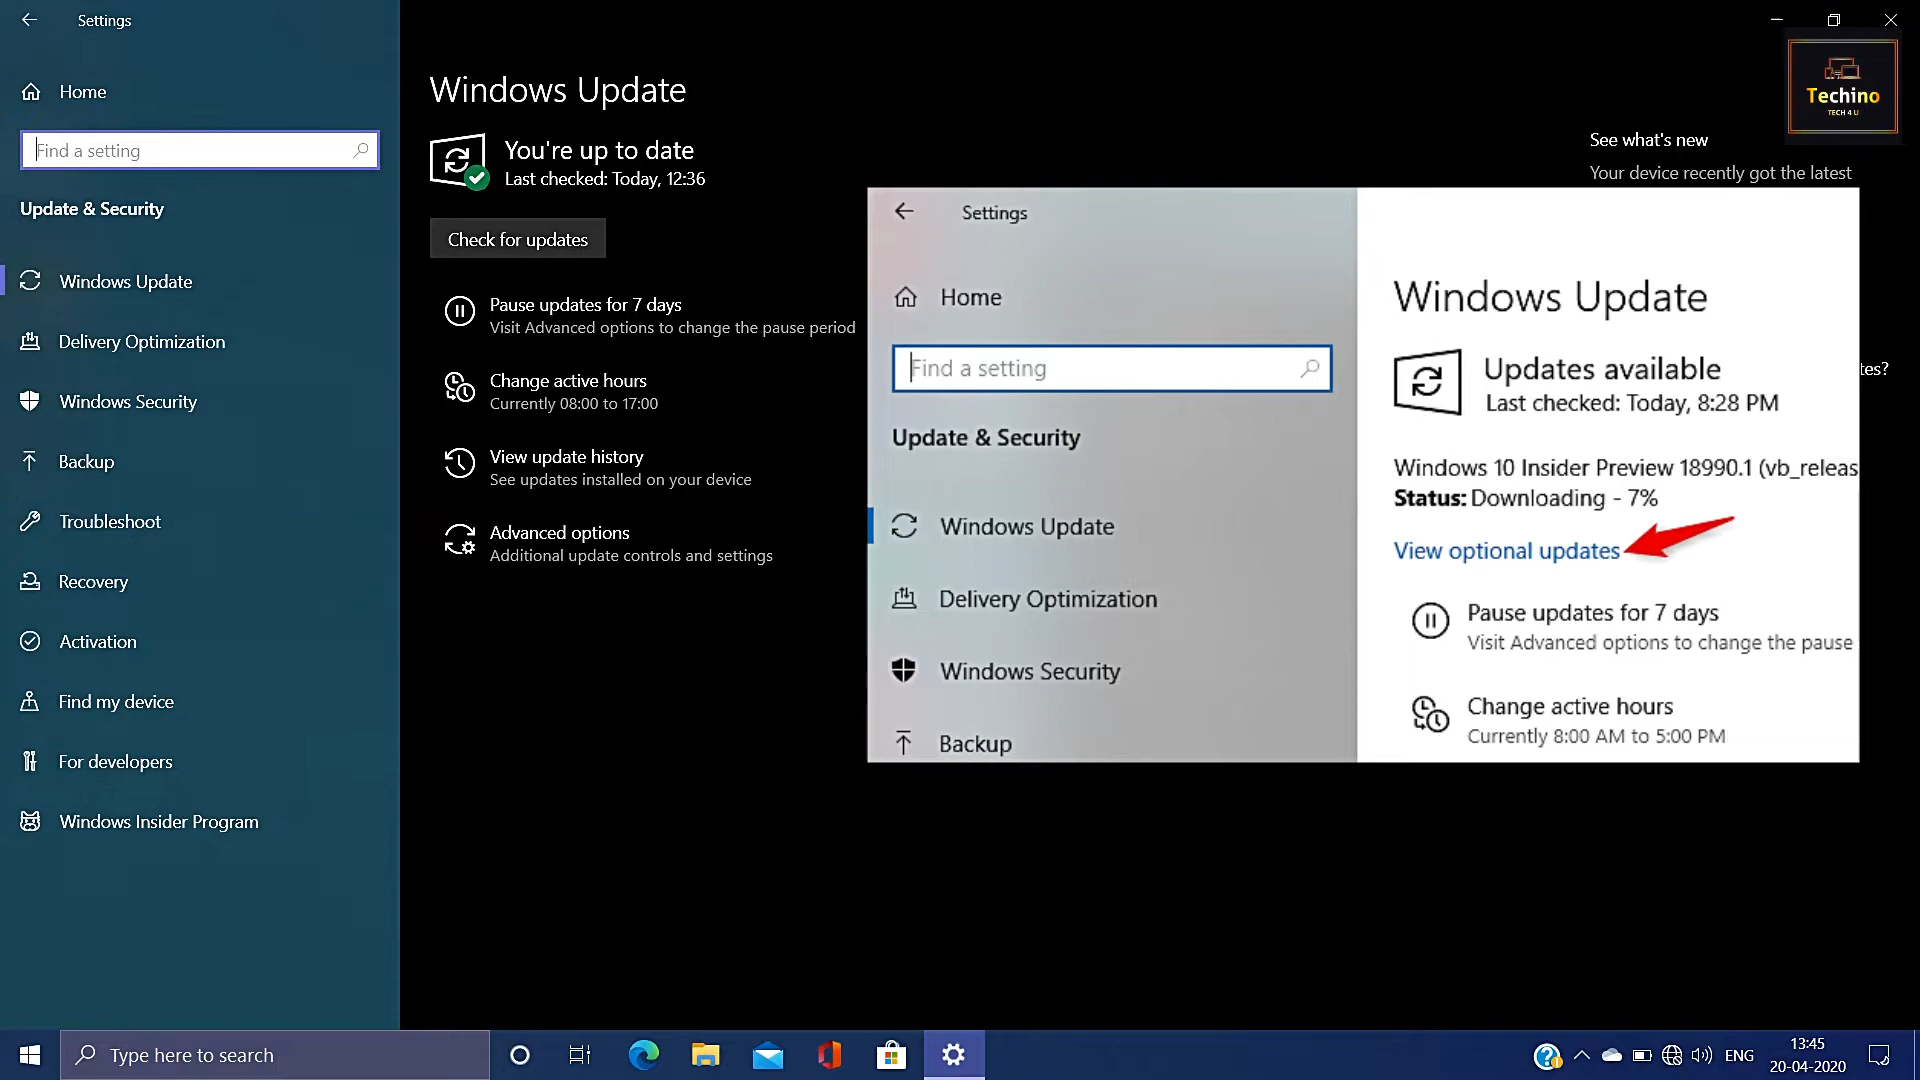 Settings
Home
Find a setting
Update & Security
Windows Update
Delivery Optimization
Windows Security
Backup
Troubleshoot
Recovery
Activation
Find my device
For developers
Windows Insider Program
Windows Update
You're up to date
Last checked: Today, 12:36
Check for updates
Pause updates for 7 days
Visit Advanced options to change the pause period
Change active hours
Currently 08:00 to 17:00
View update history
See updates installed on your device
Advanced options
Additional update controls and settings
Techino
TECH 4 U
See what's new
Your device recently got the latest
tes?
Settings
Home
Find a setting
Update & Security
Windows Update
Delivery Optimization
Windows Security
Backup
Windows Update
Updates available
Last checked: Today, 8:28 PM
Windows 10 Insider Preview 18990.1 (vb_releas
Status: Downloading - 7%
View optional updates
Pause updates for 7 days
Visit Advanced options to change the pause
Change active hours
Currently 8:00 AM to 5:00 PM
Type here to search
ENG
13:45
20-04-2020